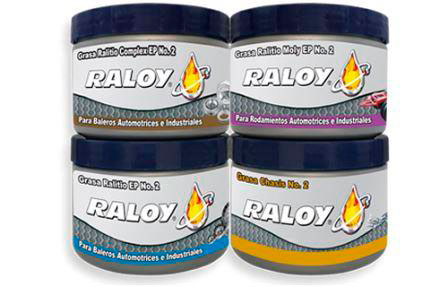 Grasa Ralitio Complex EP No. 2
RALOY
Para Baleros Automotrices e Industriales
Grasa Ralitio Moly EP No. 2
RALOY
Para Rodamientos Automotrices e Industriales
Grasa Ralitio EP No. 2
RALOY
Para Baleros Automotrices e Industriales
Grasa Chasis No. 2
RALOY